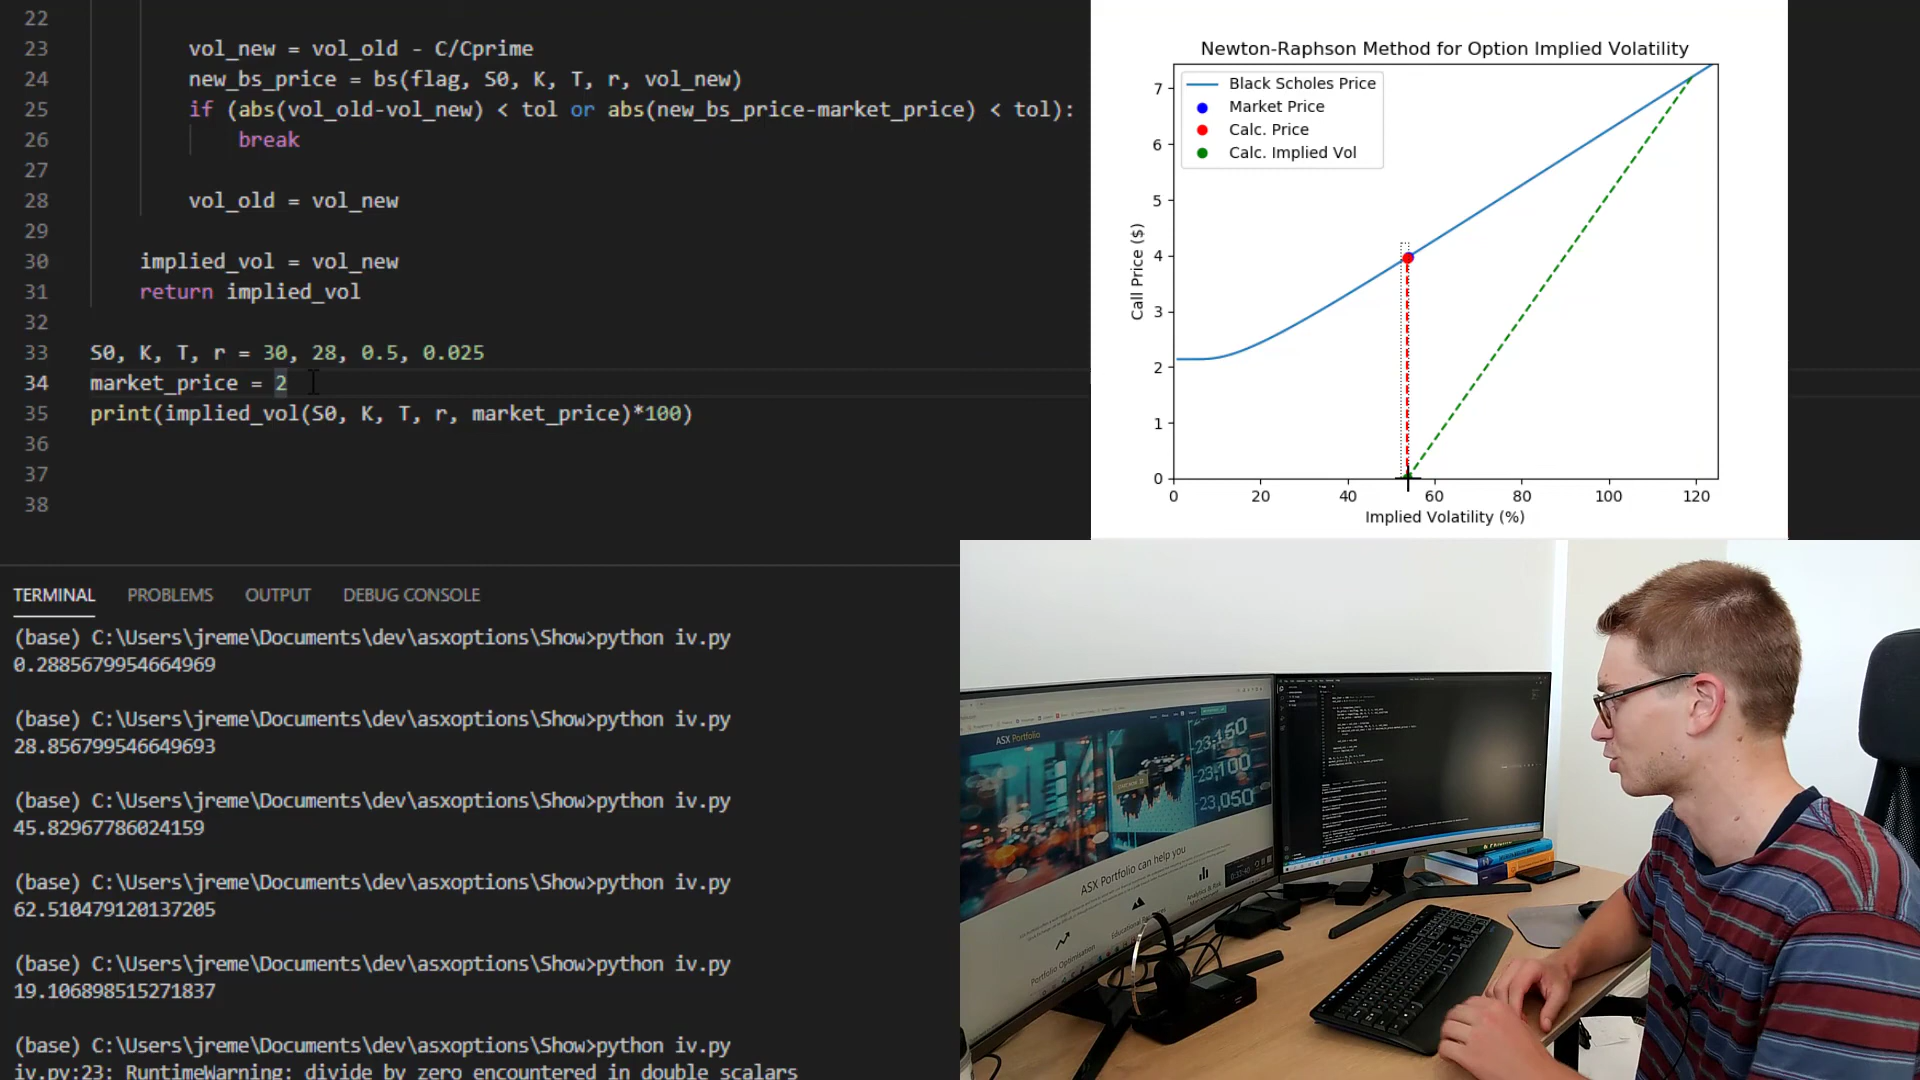 22
23 vol_new = vol_old - C/Cprime
24 new_bs_price = bs(flag, S0, K, T, r, vol_new)
25 if (abs(vol_old-vol_new) < tol or abs(new_bs_price-market_price) < tol):
26 break
27
28 vol_old = vol_new
29
30 implied_vol = vol_new
31 return implied_vol
32
33 S0, K, T, r = 30, 28, 0.5, 0.025
34 market_price = 2
35 print(implied_vol(S0, K, T, r, market_price)*100)
36
37
38
Newton-Raphson Method for Option Implied Volatility
Black Scholes Price
Market Price
Calc. Price
Calc. Implied Vol
Call Price ($)
7
6
5
4
3
2
1
0
0 20 40 60 80 100 120
Implied Volatility (%)
TERMINAL PROBLEMS OUTPUT DEBUG CONSOLE
(base) C:\Users\jreme\Documents\dev\asxoptions\Show>python iv.py
0.2885679954664969
(base) C:\Users\jreme\Documents\dev\asxoptions\Show>python iv.py
28.856799546649693
(base) C:\Users\jreme\Documents\dev\asxoptions\Show>python iv.py
45.82967786024159
(base) C:\Users\jreme\Documents\dev\asxoptions\Show>python iv.py
62.510479120137205
(base) C:\Users\jreme\Documents\dev\asxoptions\Show>python iv.py
19.106898515271837
(base) C:\Users\jreme\Documents\dev\asxoptions\Show>python iv.py
iv.py:23: RuntimeWarning: divide by zero encountered in double_scalars
ASX Portfolio
23,150
23,100
23,050
ASX Portfolio can help you
Portfolio Optimisation